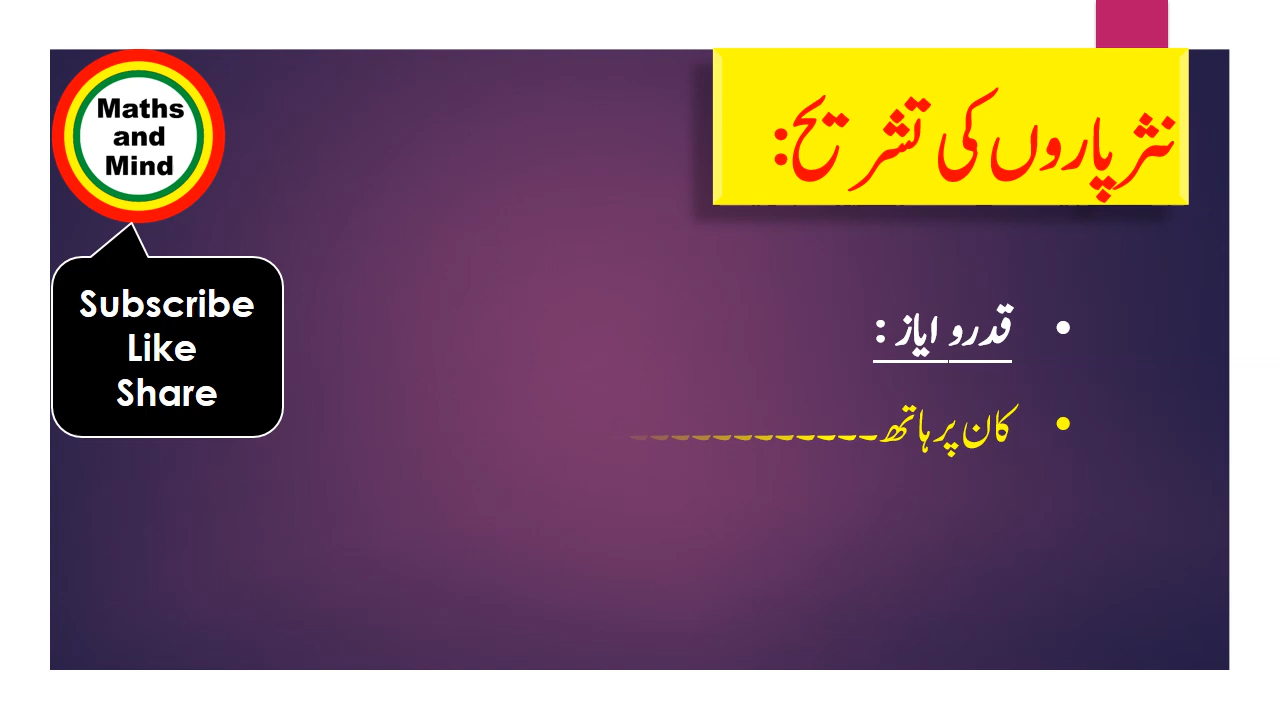 Maths
and
Mind
Subscribe
Like
Share
نثر پاروں کی تشریح:
• قدرو ایاز :
• کان پر ہاتھ۔۔۔۔۔۔۔۔۔۔۔۔